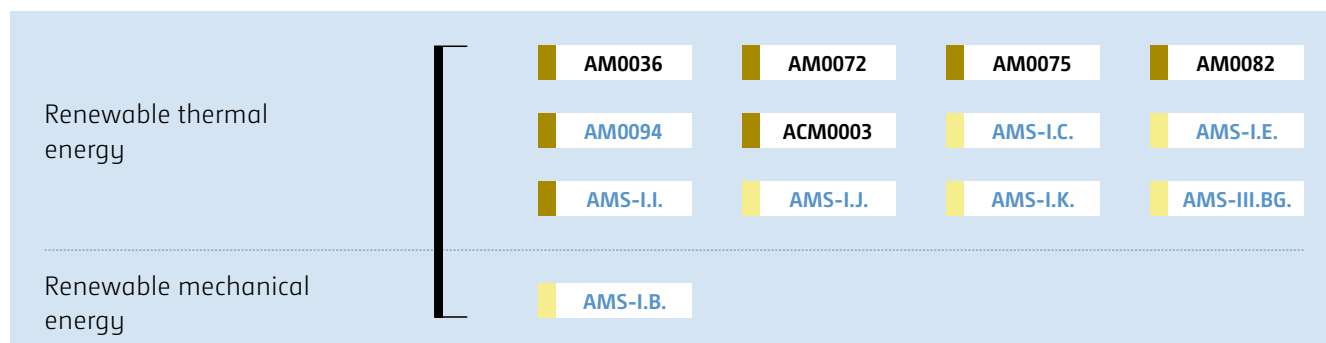 AM0036 AM0072 AM0075 AM0082
Renewable thermal
energy
AM0094 ACM0003 AMS-I.C. AMS-I.E.
AMS-I.I. AMS-I.J. AMS-I.K. AMS-III.BG.
Renewable mechanical
energy
AMS-I.B.